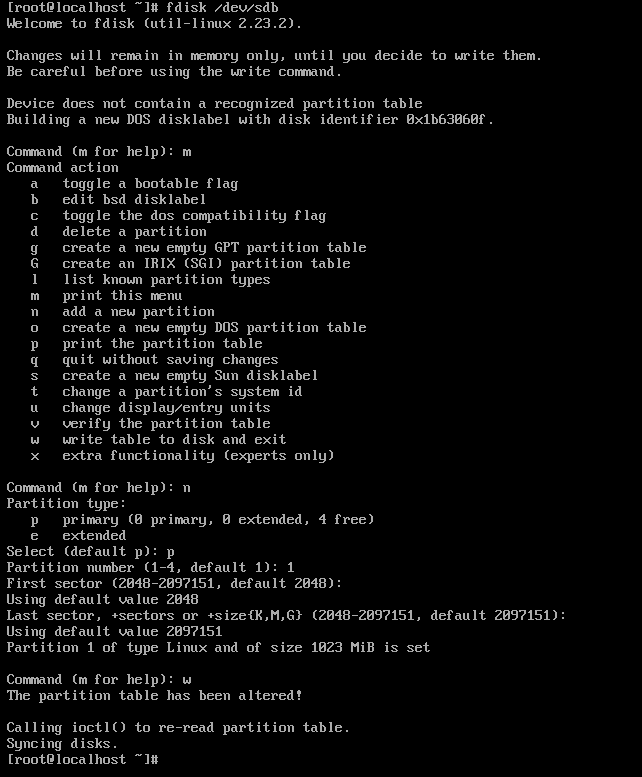 [root@localhost ~]# fdisk /dev/sdb
Welcome to fdisk (util-linux 2.23.2).
Changes will remain in memory only, until you decide to write them.
Be careful before using the write command.
Device does not contain a recognized partition table
Building a new DOS disklabel with disk identifier 0x1b63060f.
Command (m for help): m
Command action
a   toggle a bootable flag
b   edit bsd disklabel
c   toggle the dos compatibility flag
d   delete a partition
g   create a new empty GPT partition table
G   create an IRIX (SGI) partition table
l   list known partition types
m   print this menu
n   add a new partition
o   create a new empty DOS partition table
p   print the partition table
q   quit without saving changes
s   create a new empty Sun disklabel
t   change a partition's system id
u   change display/entry units
v   verify the partition table
w   write table to disk and exit
x   extra functionality (experts only)
Command (m for help): n
Partition type:
p   primary (0 primary, 0 extended, 4 free)
e   extended
Select (default p): p
Partition number (1-4, default 1): 1
First sector (2048-2097151, default 2048):
Using default value 2048
Last sector, +sectors or +size{K,M,G} (2048-2097151, default 2097151):
Using default value 2097151
Partition 1 of type Linux and of size 1023 MiB is set
Command (m for help): w
The partition table has been altered!
Calling ioctl() to re-read partition table.
Syncing disks.
[root@localhost ~]#